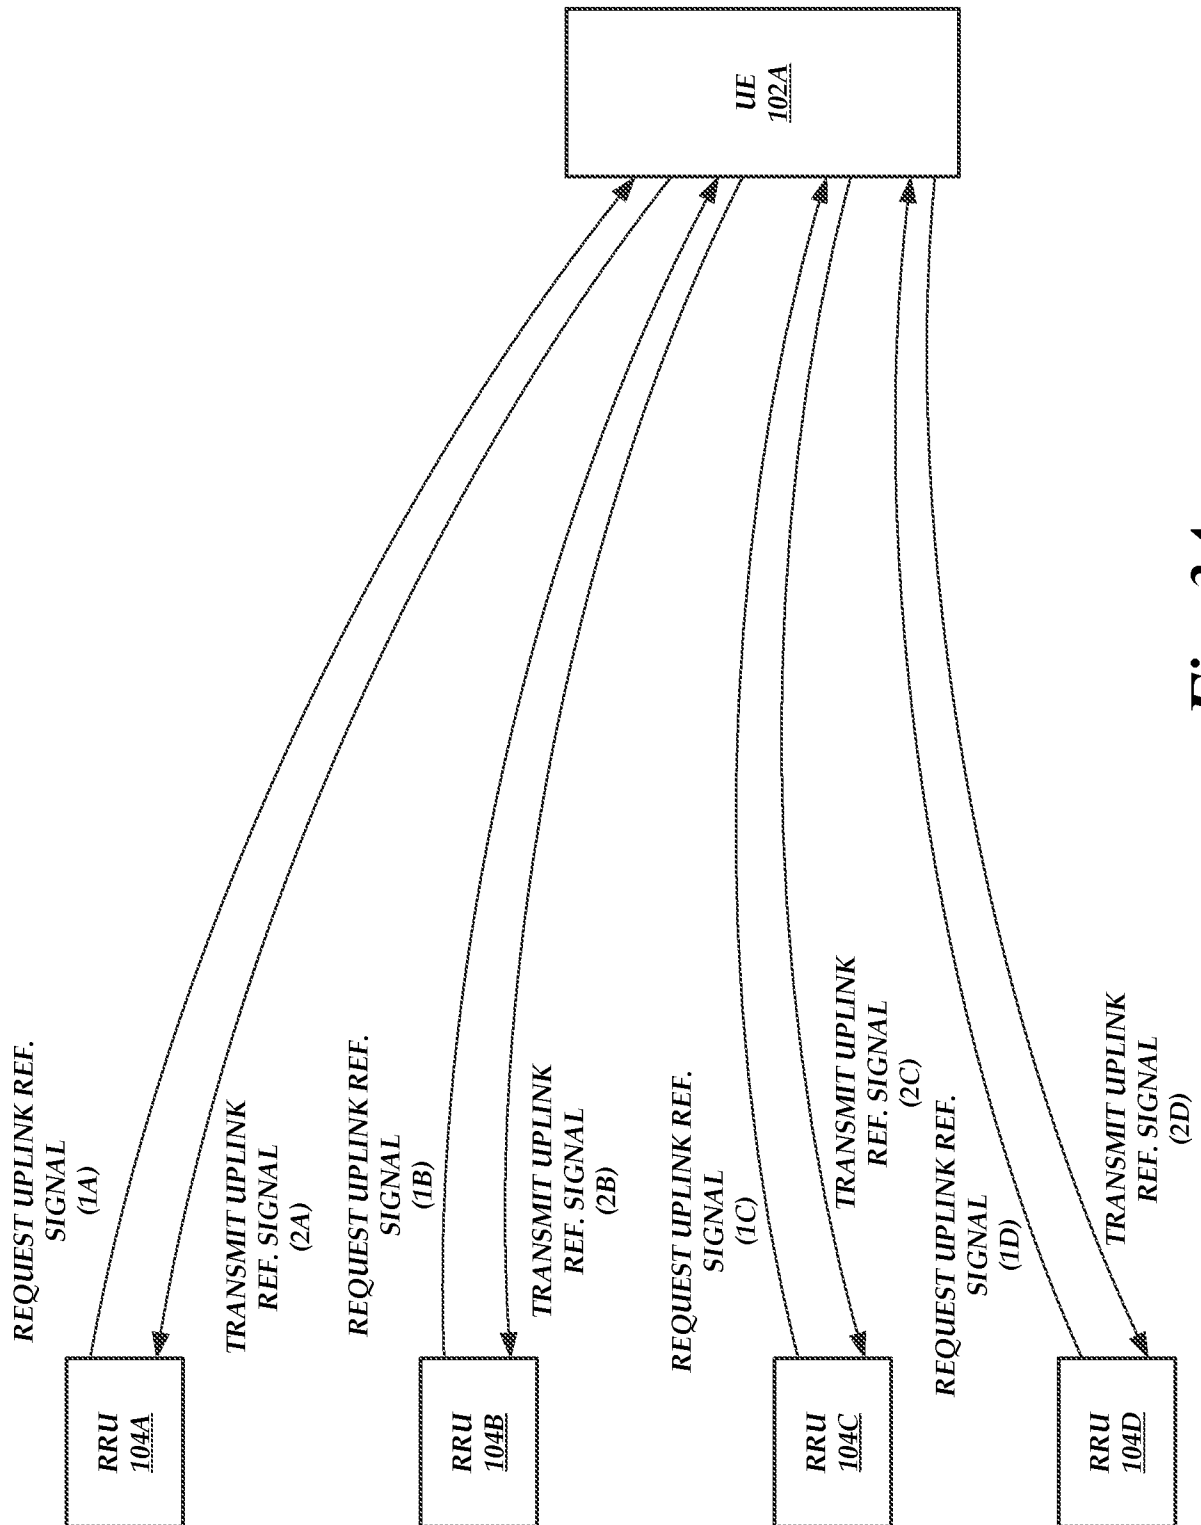 REQUEST UPLINK REF.
SIGNAL
(1A)
RRU
104A
TRANSMIT UPLINK
REF. SIGNAL
(2A)
REQUEST UPLINK REF.
SIGNAL
(1B)
RRU
104B
TRANSMIT UPLINK
REF. SIGNAL
(2B)
UE
102A
REQUEST UPLINK REF.
SIGNAL
(1C)
RRU
104C
TRANSMIT UPLINK
REF. SIGNAL
(2C)
REQUEST UPLINK REF.
SIGNAL
(1D)
RRU
104D
TRANSMIT UPLINK
REF. SIGNAL
(2D)
Fig.